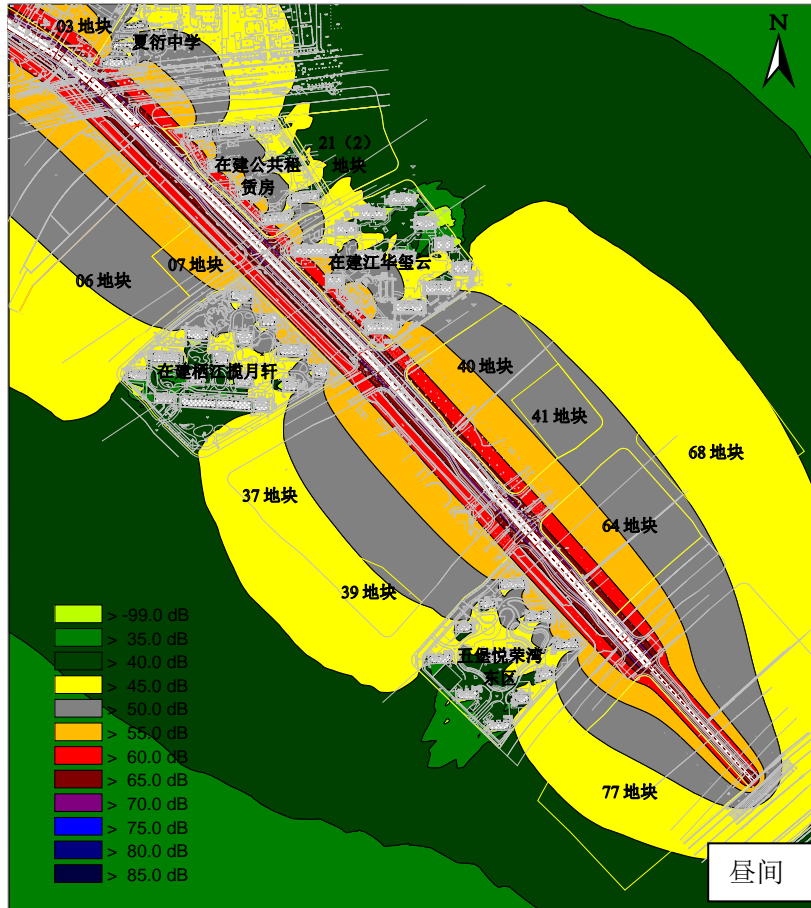 03 地块
夏衍中学
N
21（2）
地块
在建公共租
赁房
在建江华玺云
07 地块
06 地块
在建栖江揽月轩
40 地块
41 地块
68 地块
37 地块
64 地块
39 地块
五堡悦荣湾
东区
77 地块
> -99.0 dB
> 35.0 dB
> 40.0 dB
> 45.0 dB
> 50.0 dB
> 55.0 dB
> 60.0 dB
> 65.0 dB
> 70.0 dB
> 75.0 dB
> 80.0 dB
> 85.0 dB
昼间